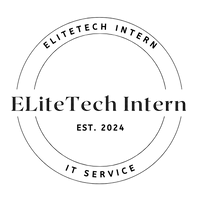 ELITETECH INTERN
ELiteTech Intern
EST. 2024
IT SERVICE